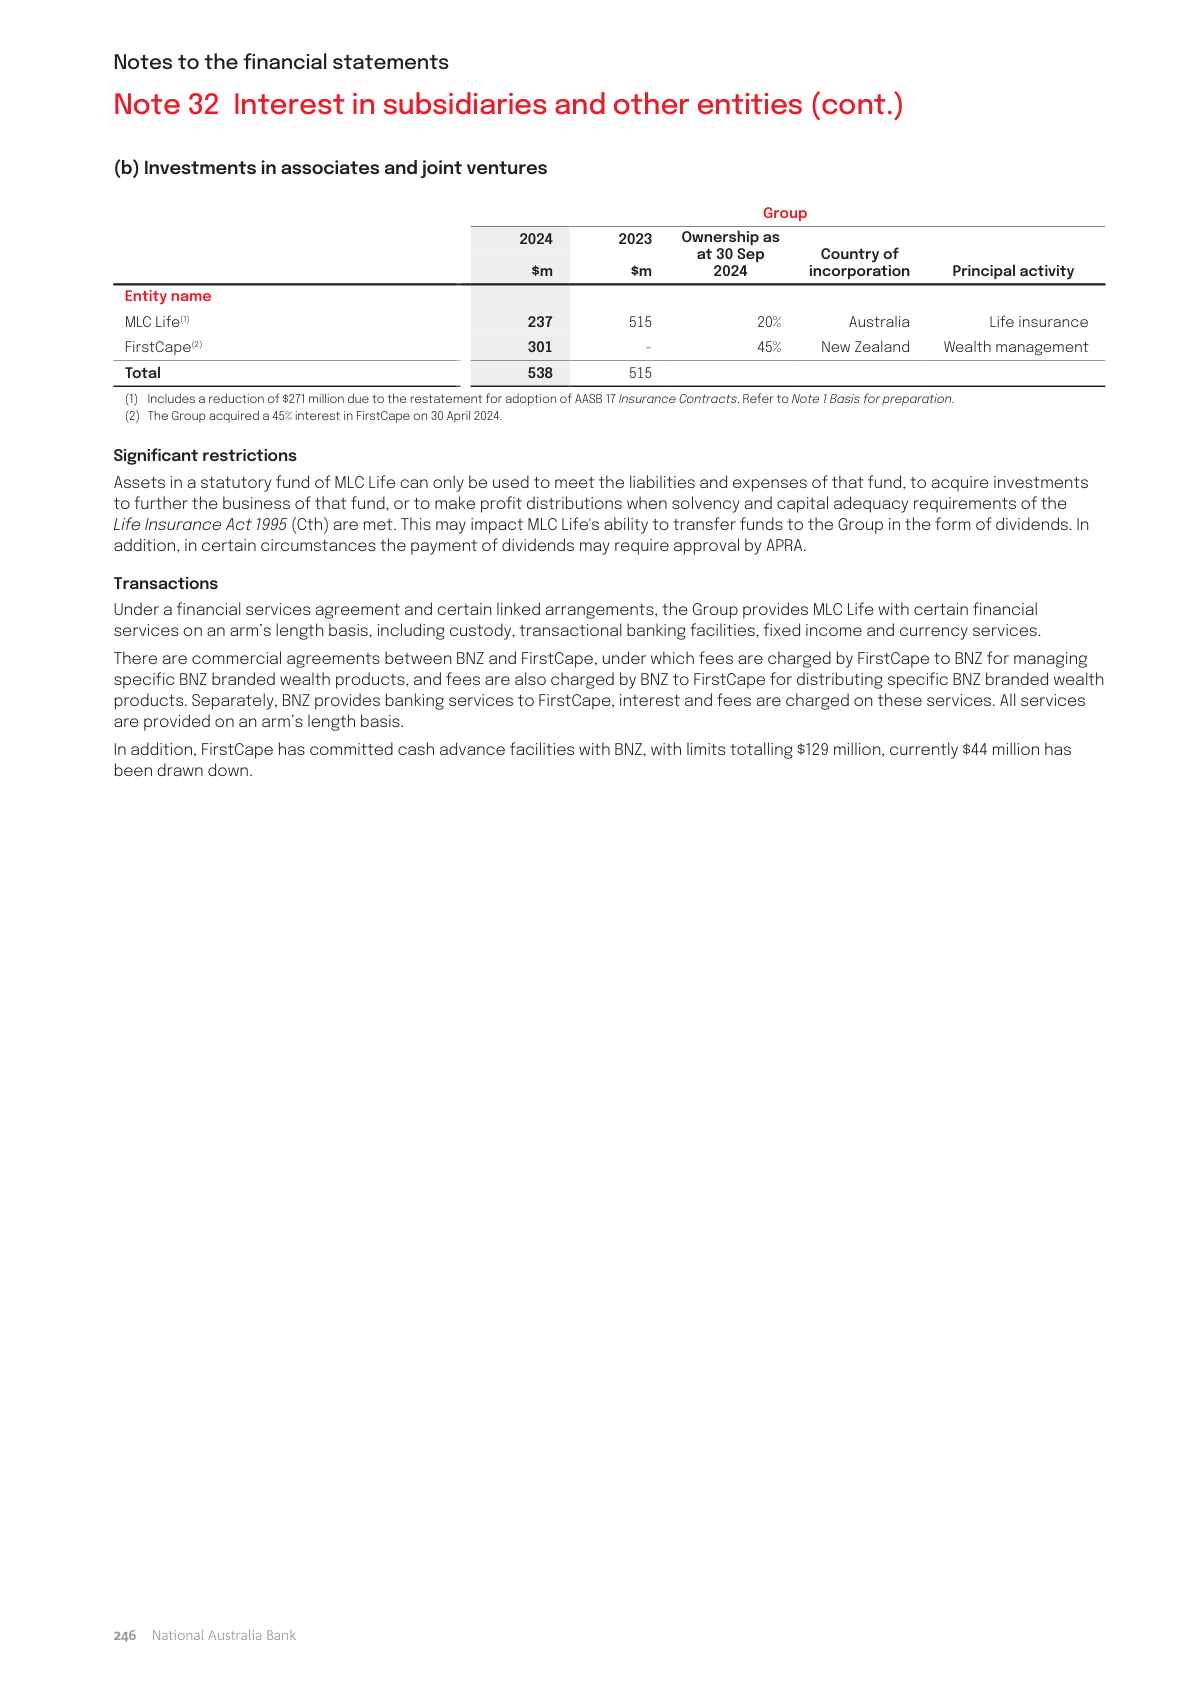 Notes to the financial statements
Note 32 Interest in subsidiaries and other entities (cont.)
(b) Investments in associates and joint ventures
Group
2024 2023 Ownership as at 30 Sep 2024 Country of incorporation Principal activity
$m $m
Entity name
MLC Life(1) 237 515 20% Australia Life insurance
FirstCape(2) 301 – 45% New Zealand Wealth management
Total 538 515
(1) Includes a reduction of $271 million due to the restatement for adoption of AASB 17 Insurance Contracts. Refer to Note 1 Basis for preparation.
(2) The Group acquired a 45% interest in FirstCape on 30 April 2024.
Significant restrictions
Assets in a statutory fund of MLC Life can only be used to meet the liabilities and expenses of that fund, to acquire investments
to further the business of that fund, or to make profit distributions when solvency and capital adequacy requirements of the
Life Insurance Act 1995 (Cth) are met. This may impact MLC Life's ability to transfer funds to the Group in the form of dividends. In
addition, in certain circumstances the payment of dividends may require approval by APRA.
Transactions
Under a financial services agreement and certain linked arrangements, the Group provides MLC Life with certain financial
services on an arm’s length basis, including custody, transactional banking facilities, fixed income and currency services.
There are commercial agreements between BNZ and FirstCape, under which fees are charged by FirstCape to BNZ for managing
specific BNZ branded wealth products, and fees are also charged by BNZ to FirstCape for distributing specific BNZ branded wealth
products. Separately, BNZ provides banking services to FirstCape, interest and fees are charged on these services. All services
are provided on an arm’s length basis.
In addition, FirstCape has committed cash advance facilities with BNZ, with limits totalling $129 million, currently $44 million has
been drawn down.
246 National Australia Bank